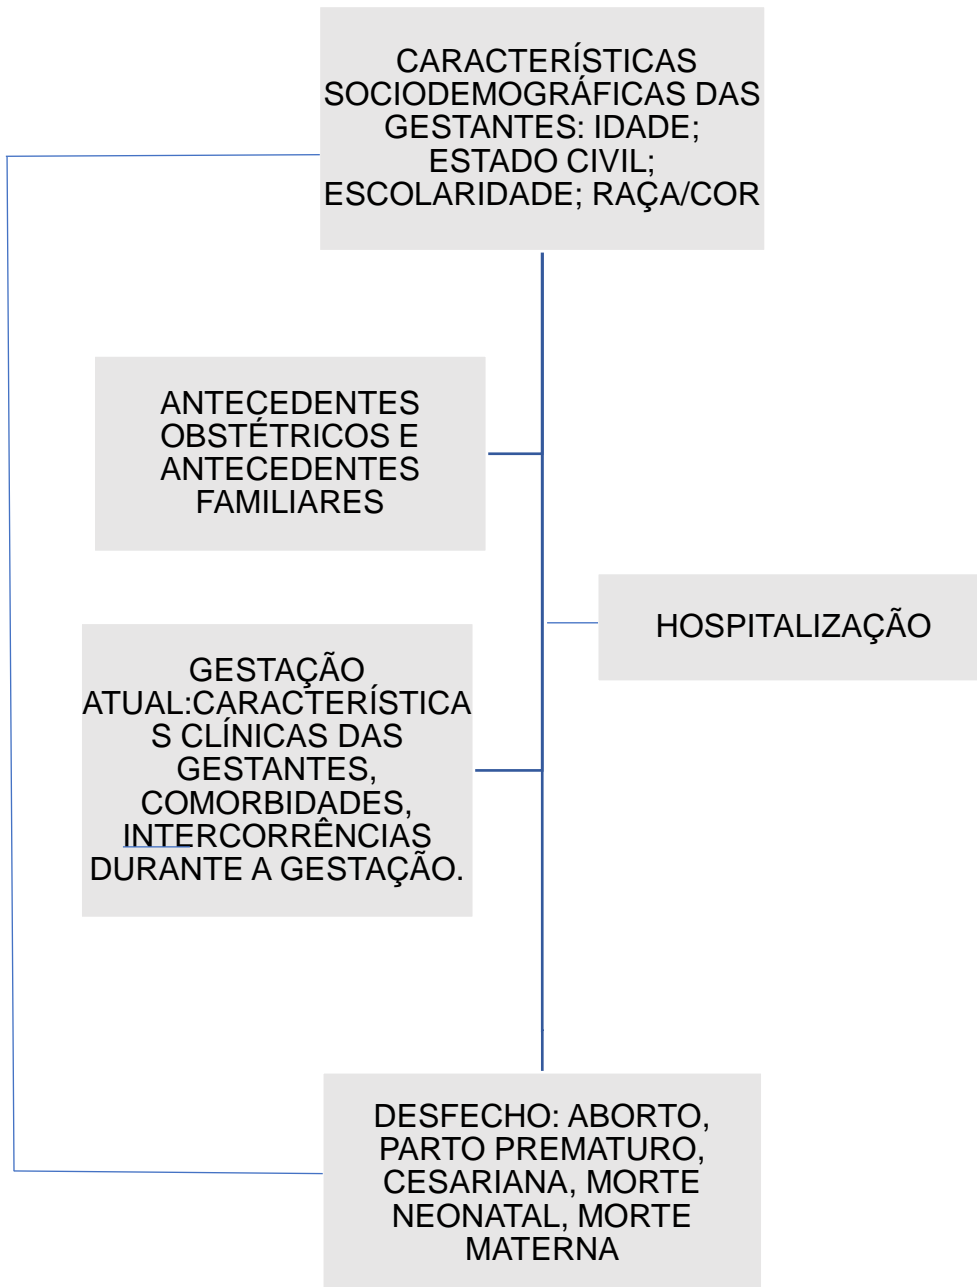 CARACTERÍSTICAS
SOCIODEMOGRÁFICAS DAS
GESTANTES: IDADE;
ESTADO CIVIL;
ESCOLARIDADE; RAÇA/COR
ANTECEDENTES
OBSTÉTRICOS E
ANTECEDENTES
FAMILIARES
HOSPITALIZAÇÃO
GESTAÇÃO
ATUAL:CARACTERÍSTICA
S CLÍNICAS DAS
GESTANTES,
COMORBIDADES,
INTERCORRÊNCIAS
DURANTE A GESTAÇÃO.
DESFECHO: ABORTO,
PARTO PREMATURO,
CESARIANA, MORTE
NEONATAL, MORTE
MATERNA